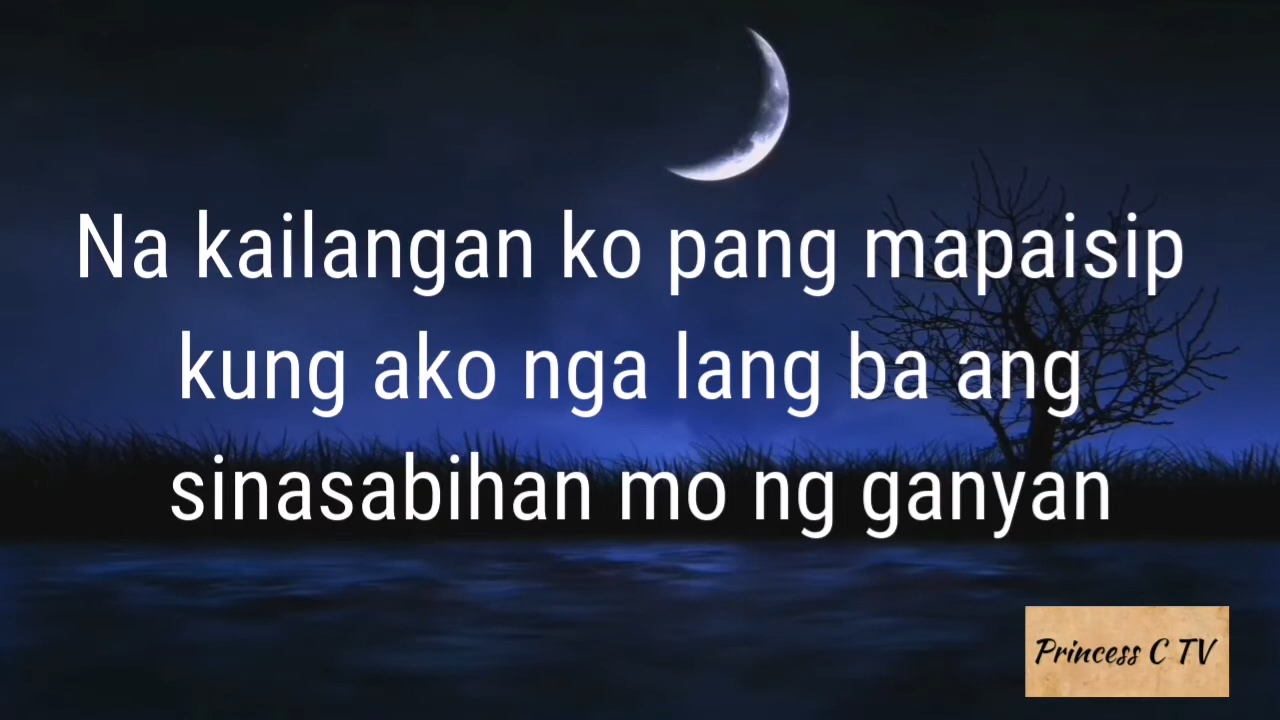 Na kailangan ko pang mapaisip
kung ako nga lang ba ang
sinasabihan mo ng ganyan
Princess C TV